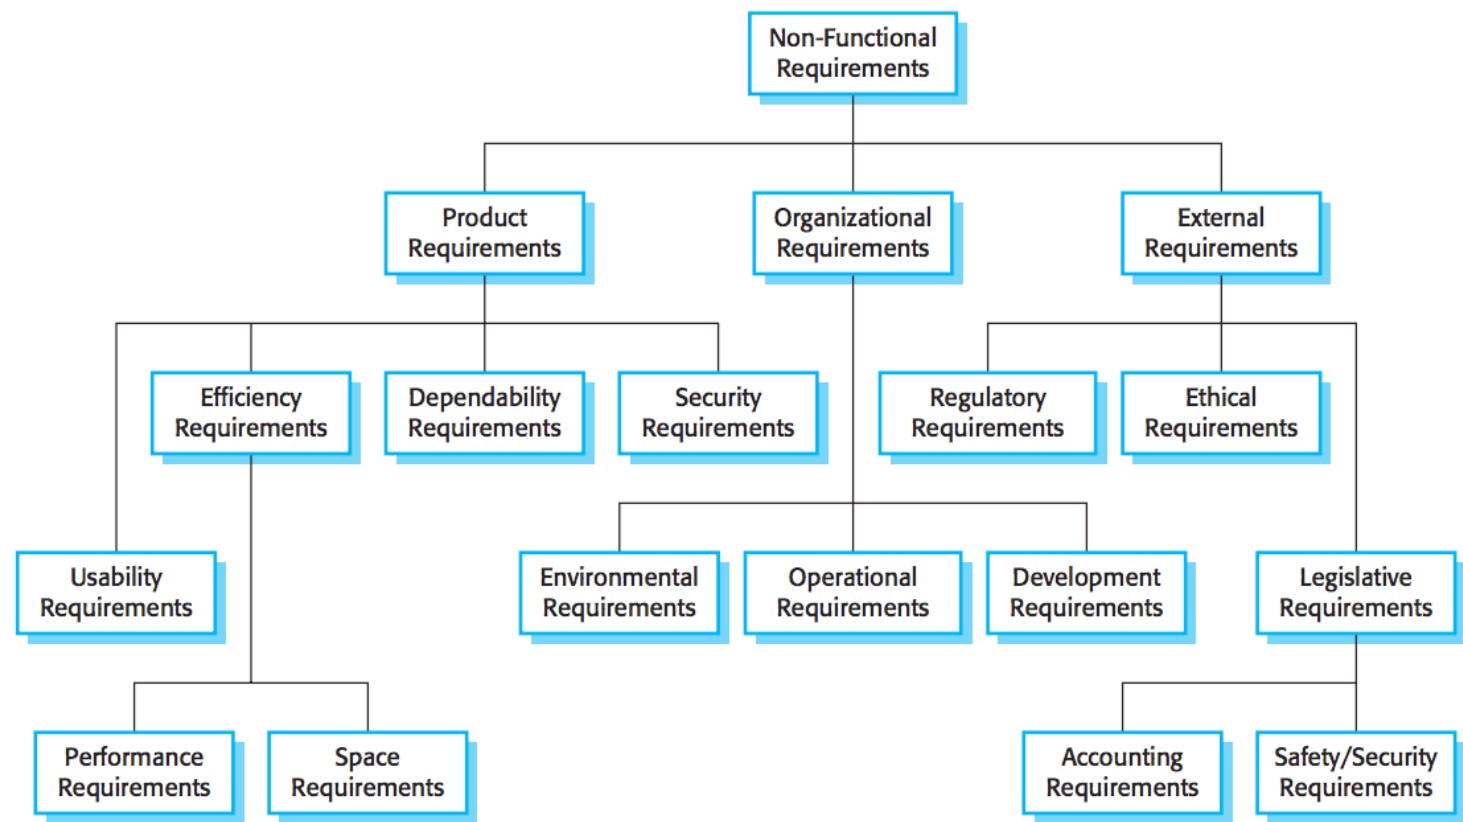 Non-Functional
Requirements
Product
Requirements
Organizational
Requirements
External
Requirements
Efficiency
Requirements
Dependability
Requirements
Security
Requirements
Regulatory
Requirements
Ethical
Requirements
Usability
Requirements
Environmental
Requirements
Operational
Requirements
Development
Requirements
Legislative
Requirements
Performance
Requirements
Space
Requirements
Accounting
Requirements
Safety/Security
Requirements